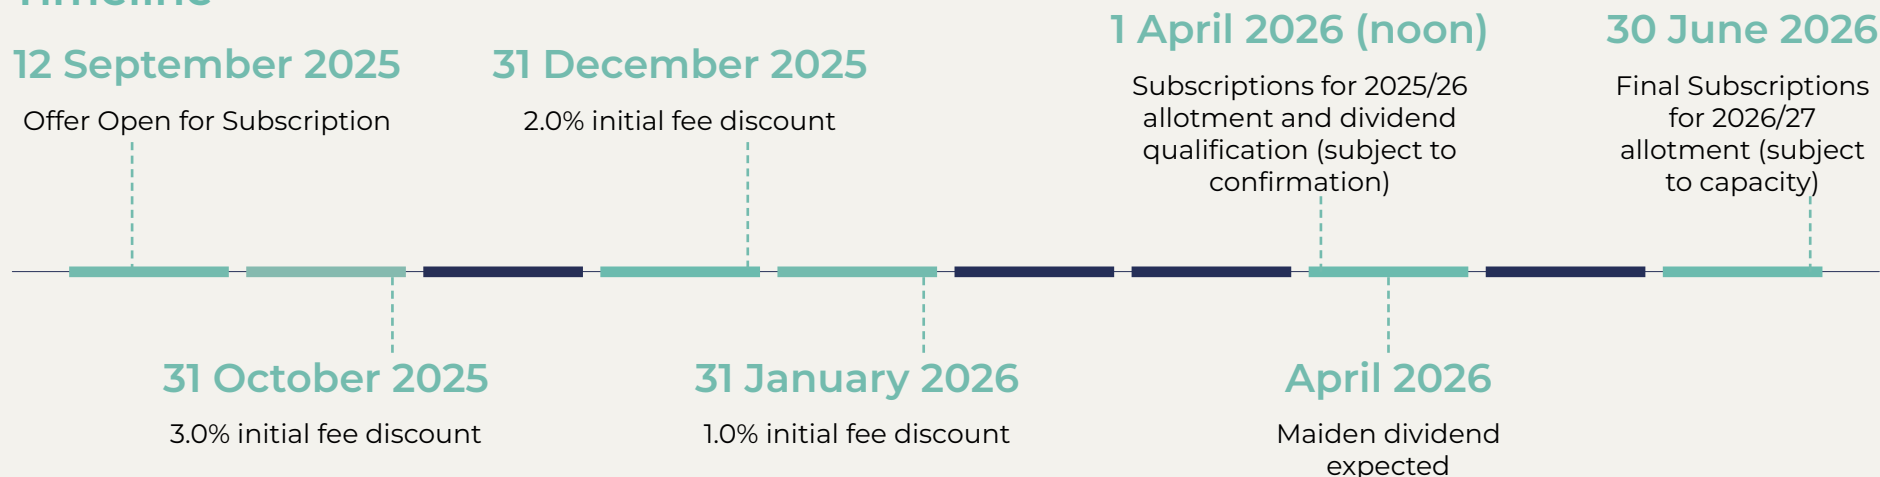 Timeline
12 September 2025
Offer Open for Subscription
31 December 2025
2.0% initial fee discount
1 April 2026 (noon)
Subscriptions for 2025/26
allotment and dividend
qualification (subject to
confirmation)
30 June 2026
Final Subscriptions
for 2026/27
allotment (subject
to capacity)
31 October 2025
3.0% initial fee discount
31 January 2026
1.0% initial fee discount
April 2026
Maiden dividend
expected